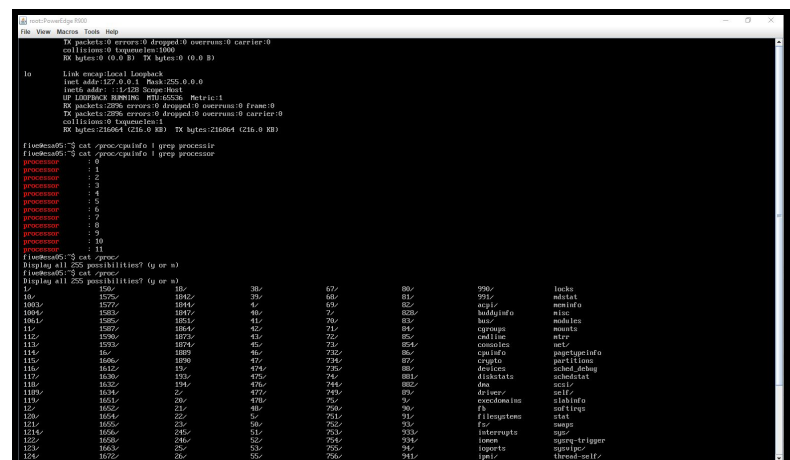 root:PowerEdge R900
File View Macros Tools Help
TX packets:0 errors:0 dropped:0 overruns:0 carrier:0
collisions:0 txqueuelen:1000
RX bytes:0 (0.0 B) TX bytes:0 (0.0 B)
lo Link encap:Local Loopback
inet addr:127.0.0.1 Mask:255.0.0.0
inet6 addr: ::1/128 Scope:Host
UP LOOPBACK RUNNING MTU:65536 Metric:1
RX packets:2896 errors:0 dropped:0 overruns:0 frame:0
TX packets:2896 errors:0 dropped:0 overruns:0 carrier:0
collisions:0 txqueuelen:1
RX bytes:216064 (216.0 KB) TX bytes:216064 (216.0 KB)
five@esa05:~$ cat /proc/cpuinfo | grep processir
five@esa05:~$ cat /proc/cpuinfo | grep processor
processor : 0
processor : 1
processor : 2
processor : 3
processor : 4
processor : 5
processor : 6
processor : 7
processor : 8
processor : 9
processor : 10
processor : 11
five@esa05:~$ cat /proc/
Display all 255 possibilities? (y or n)
five@esa05:~$ cat /proc/
Display all 255 possibilities? (y or n)
1/ 150/ 18/ 38/ 67/ 80/ 990/ locks
10/ 1575/ 1842/ 39/ 68/ 81/ 991/ mdstat
1003/ 1577/ 1844/ 4/ 69/ 82/ acpi/ meminfo
1004/ 1583/ 1847/ 40/ 7/ 828/ buddyinfo misc
1061/ 1585/ 1851/ 41/ 70/ 83/ bus/ modules
11/ 1587/ 1864/ 42/ 71/ 84/ cgroups mounts
112/ 1590/ 1873/ 43/ 72/ 85/ cmdline mtrr
113/ 1593/ 1874/ 45/ 73/ 854/ consoles net/
114/ 16/ 1889 46/ 732/ 86/ cpuinfo pagetypeinfo
115/ 1606/ 1890 47/ 734/ 87/ crypto partitions
116/ 1612/ 19/ 474/ 735/ 88/ devices sched_debug
117/ 1630/ 193/ 475/ 74/ 881/ diskstats schedstat
118/ 1632/ 194/ 476/ 744/ 882/ dma scsi/
1189/ 1634/ 2/ 477/ 749/ 89/ driver/ self/
119/ 1651/ 20/ 478/ 75/ 9/ execdomains slabinfo
12/ 1652/ 21/ 48/ 750/ 90/ fb softirqs
120/ 1654/ 22/ 5/ 751/ 91/ filesystems stat
121/ 1655/ 23/ 50/ 752/ 93/ fs/ swaps
1214/ 1656/ 245/ 51/ 753/ 933/ interrupts sys/
122/ 1658/ 246/ 52/ 754/ 934/ iomem sysrq-trigger
123/ 1663/ 25/ 53/ 755/ 94/ ioports sysvipc/
124/ 1672/ 26/ 55/ 756/ 941/ ipmi/ thread-self/